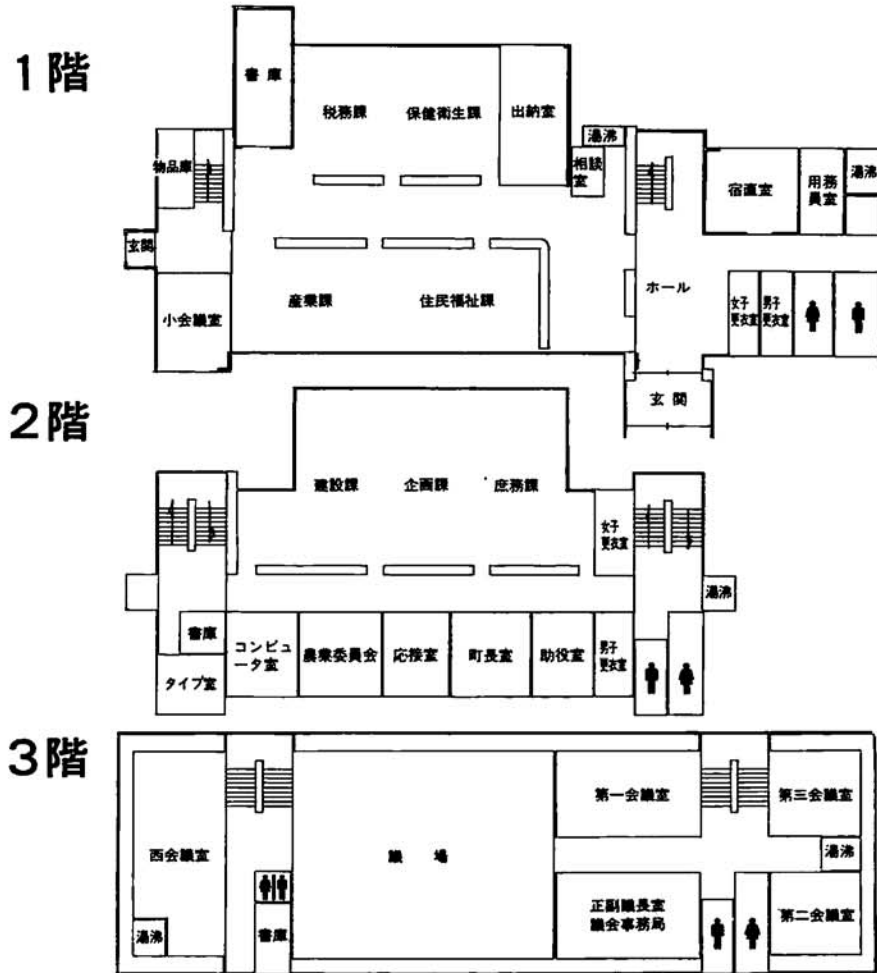 1階
書庫
税務課
保健衛生課
出納室
湯沸
相談
室
物品庫
宿直室
用務
員室
湯沸
玄関
小会議室
産業課
住民福祉課
ホール
女子
更衣室
男子
更衣室
玄関
2階
建設課
企画課
庶務課
女子
更衣室
湯沸
書庫
タイプ室
コンピュ
ータ室
農業委員会
応接室
町長室
助役室
男子
更衣室
3階
西会議室
湯沸
書庫
議場
第一会議室
第三会議室
湯沸
正副議長室
議会事務局
第二会議室